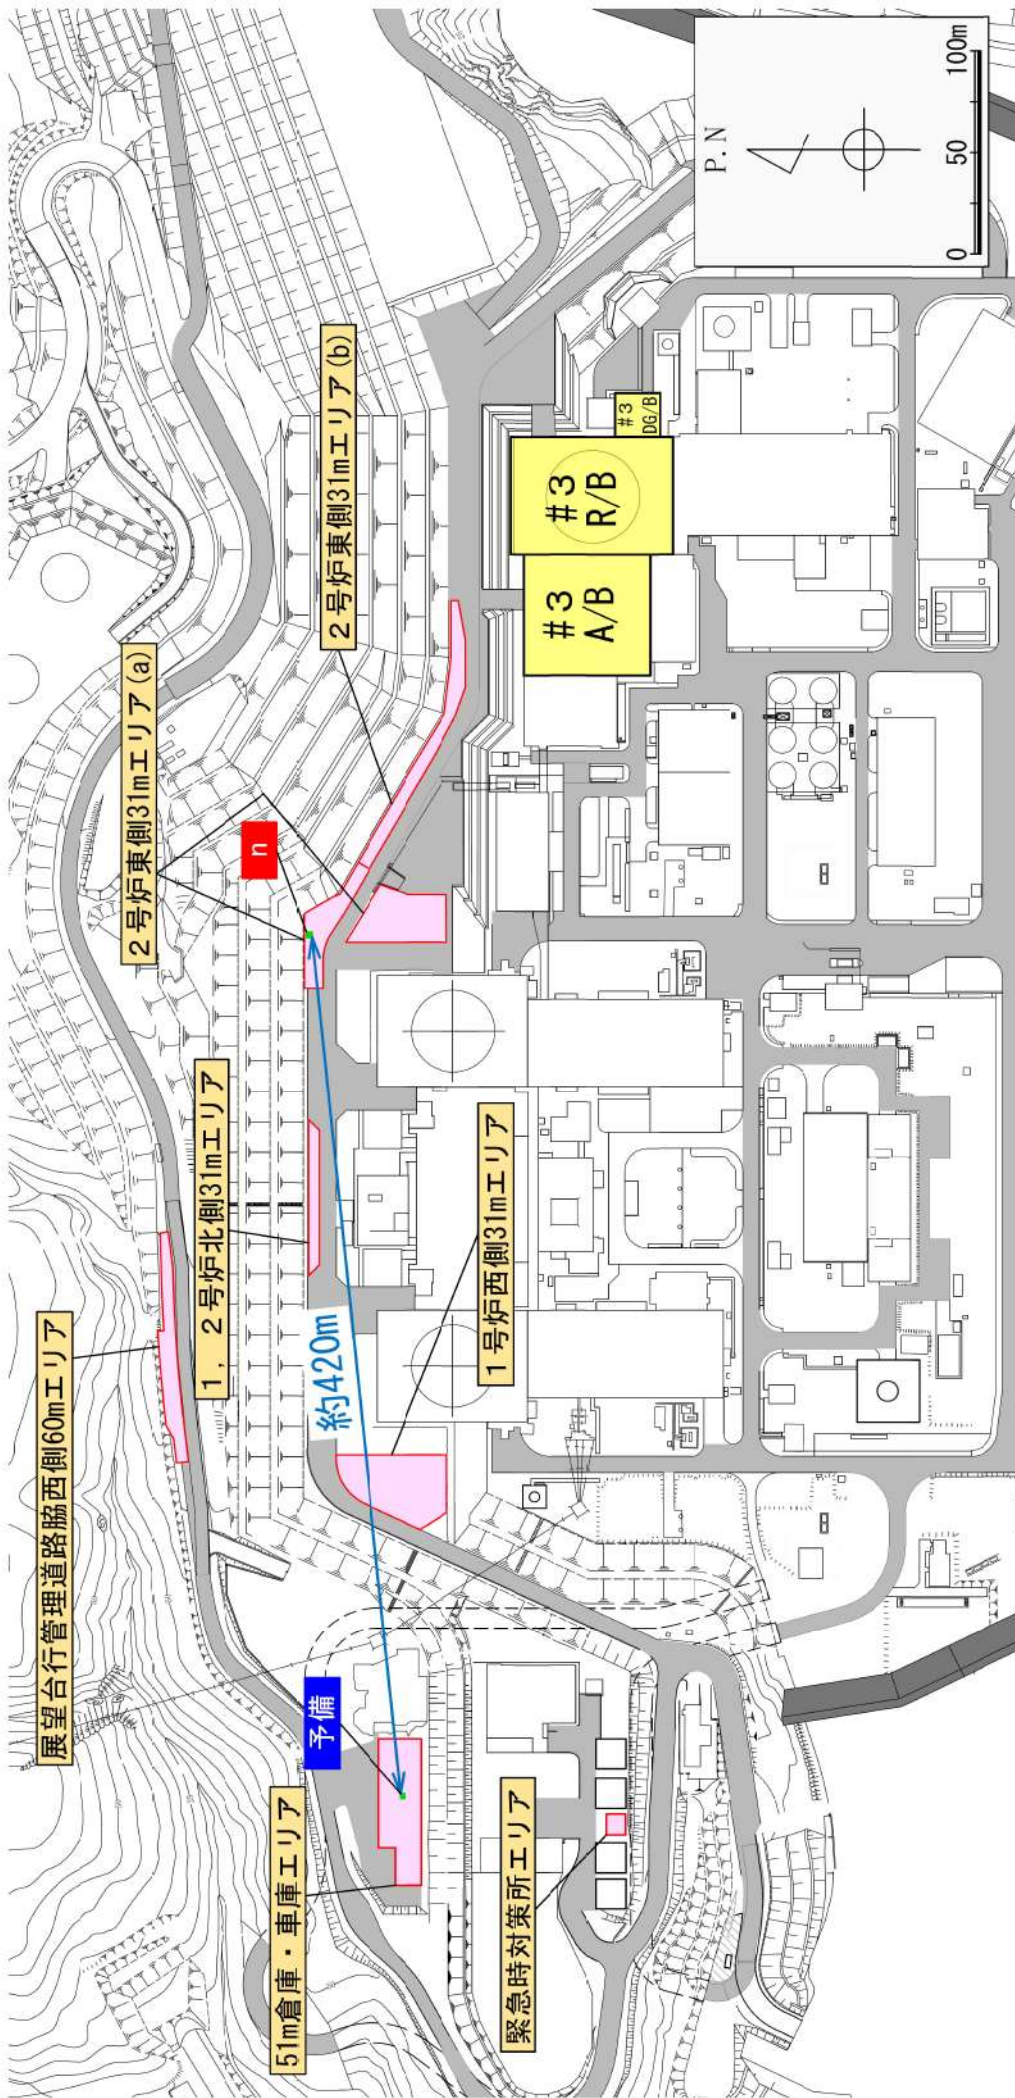 展望台行管理道路脇西側60mエリア
2号炉東側31mエリア(a)
2号炉東側31mエリア(b)
1,2号炉北側31mエリア
51m倉庫・車庫エリア
予備
n
約420m
1号炉西側31mエリア
緊急時対策所エリア
#3
A/B
#3
R/B
#3
DG/B
P.N
0 50 100m